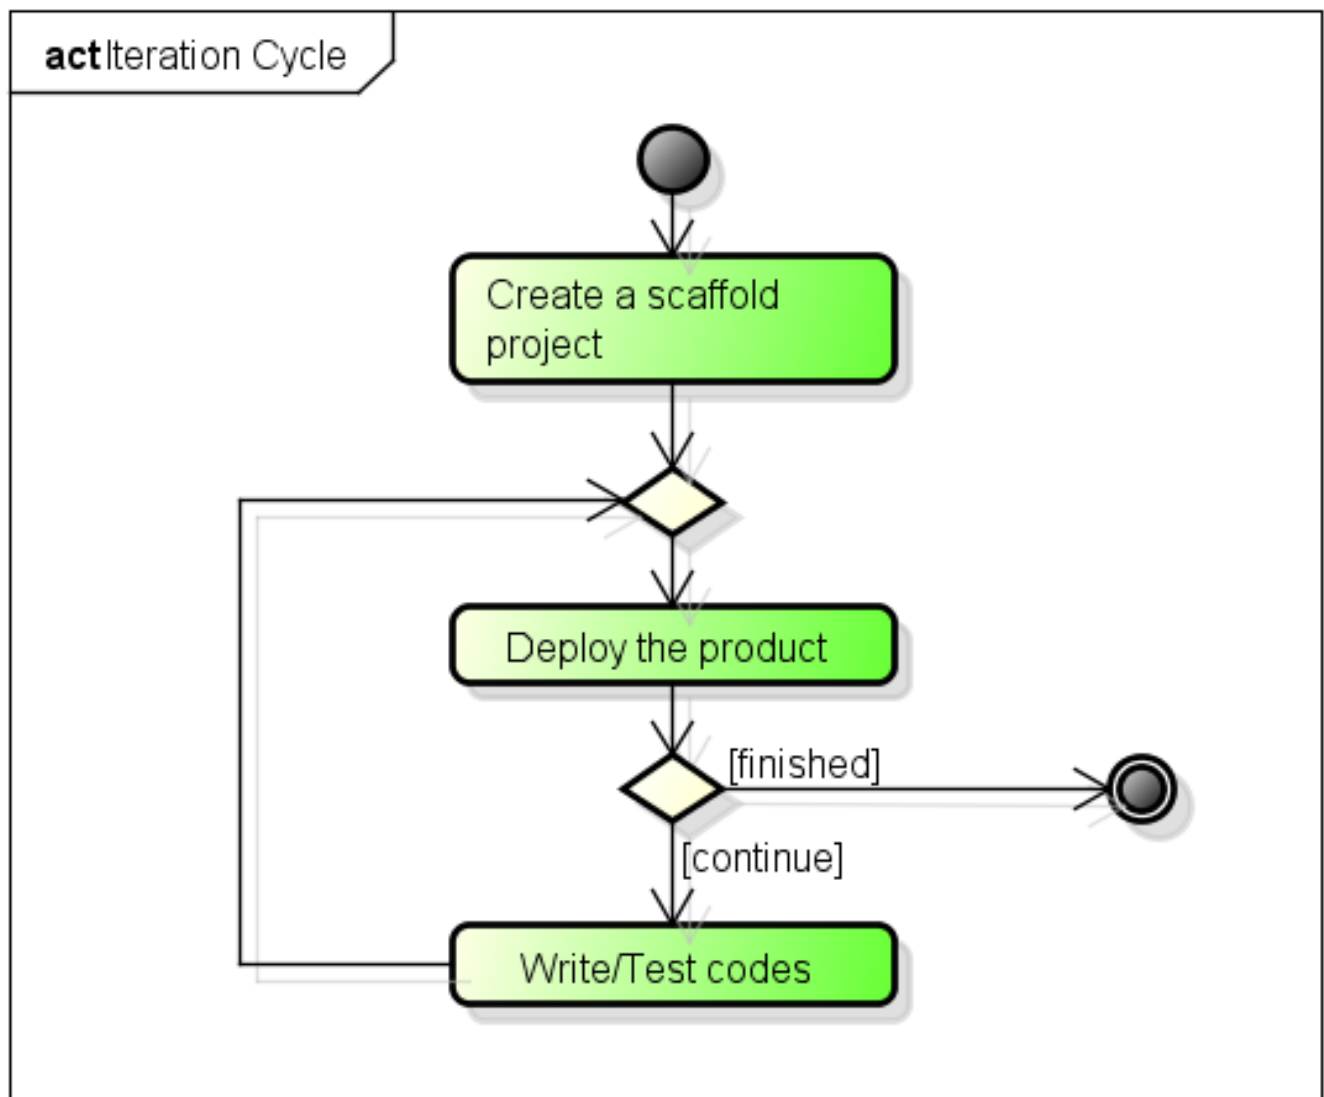 act Iteration Cycle
Create a scaffold
project
Deploy the product
[finished]
[continue]
Write/Test codes